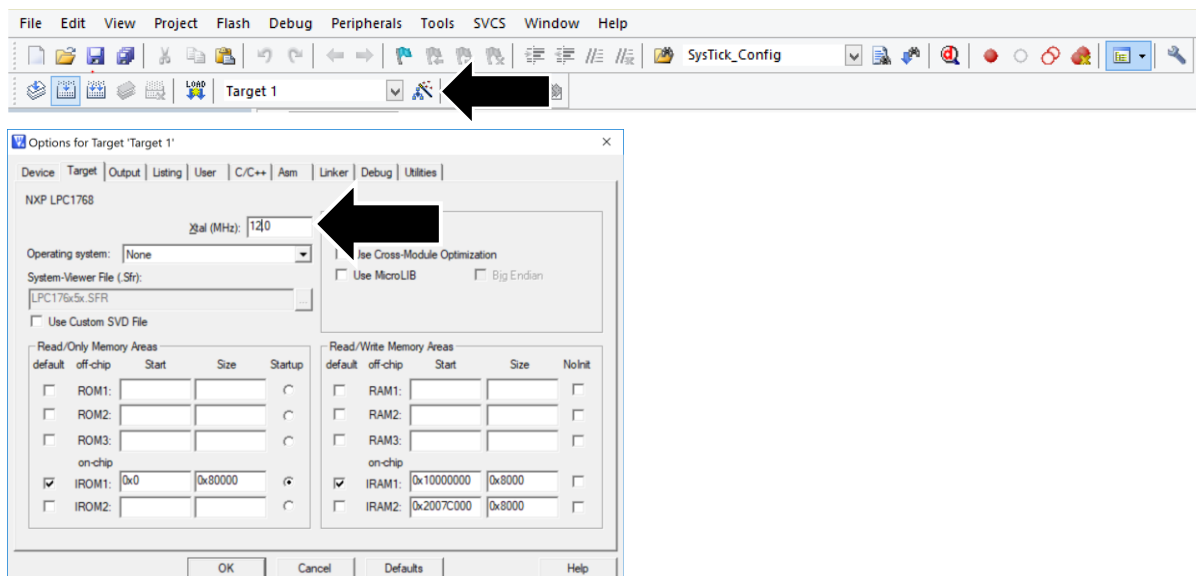 File Edit View Project Flash Debug Peripherals Tools SVCS Window Help
SysTick_Config
LOAD Target 1
Options for Target 'Target 1'
Device Target Output Listing User C/C++ Asm Linker Debug Utilities
NXP LPC1768
Xtal (MHz): 12.0
Operating system: None
Use Cross-Module Optimization
System-Viewer File (.Sfr):
Use MicroLIB Big Endian
LPC176x5x.SFR ...
Use Custom SVD File
Read/Only Memory Areas Read/Write Memory Areas
default off-chip Start Size Startup default off-chip Start Size NoInit
ROM1: RAM1:
ROM2: RAM2:
ROM3: RAM3:
on-chip on-chip
IROM1: 0x0 0x80000 IRAM1: 0x10000000 0x8000
IROM2: IRAM2: 0x2007C000 0x8000
OK Cancel Defaults Help